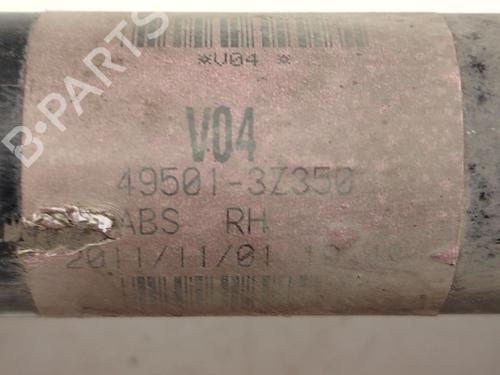 *V04 *
V04
49501-3Z350
ABS RH
2011/11/01
B-PARTS